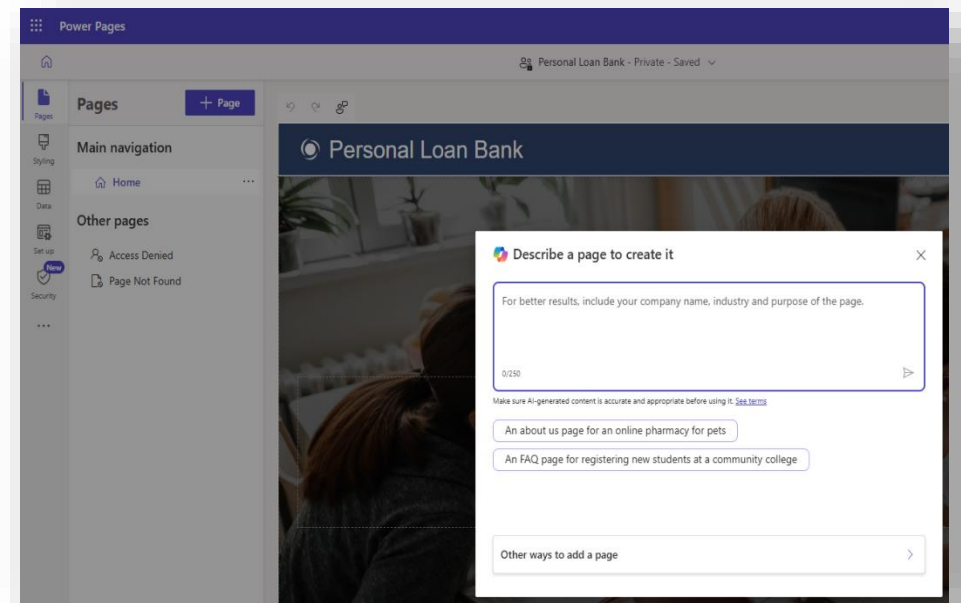 Power Pages
Personal Loan Bank - Private - Saved
Pages
Styling
Data
Set up
New
Security
Pages
+ Page
Main navigation
Home
Other pages
Access Denied
Page Not Found
Personal Loan Bank
Describe a page to create it
For better results, include your company name, industry and purpose of the page.
0/250
Make sure AI-generated content is accurate and appropriate before using it. See terms
An about us page for an online pharmacy for pets
An FAQ page for registering new students at a community college
Other ways to add a page